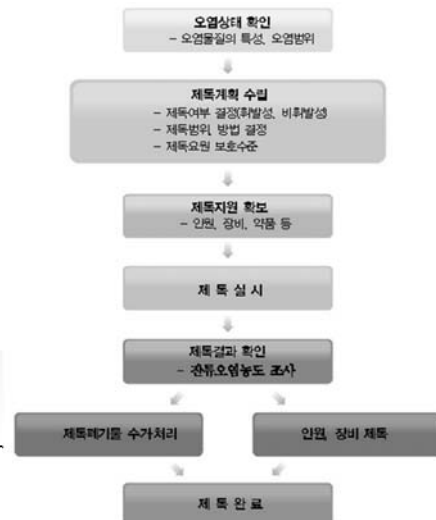 오염상태 확인
- 오염물질의 특성, 오염범위
제독계획 수립
- 제독여부 결정(휘발성, 비휘발성)
- 제독범위, 방법 결정
- 제독요원 보호수준
제독지원 확보
- 인원, 장비, 약품 등
제 독 실 시
제독결과 확인
- 잔류오염농도 조사
제독폐기물 수거처리
인원, 장비 제독
제 독 완 료